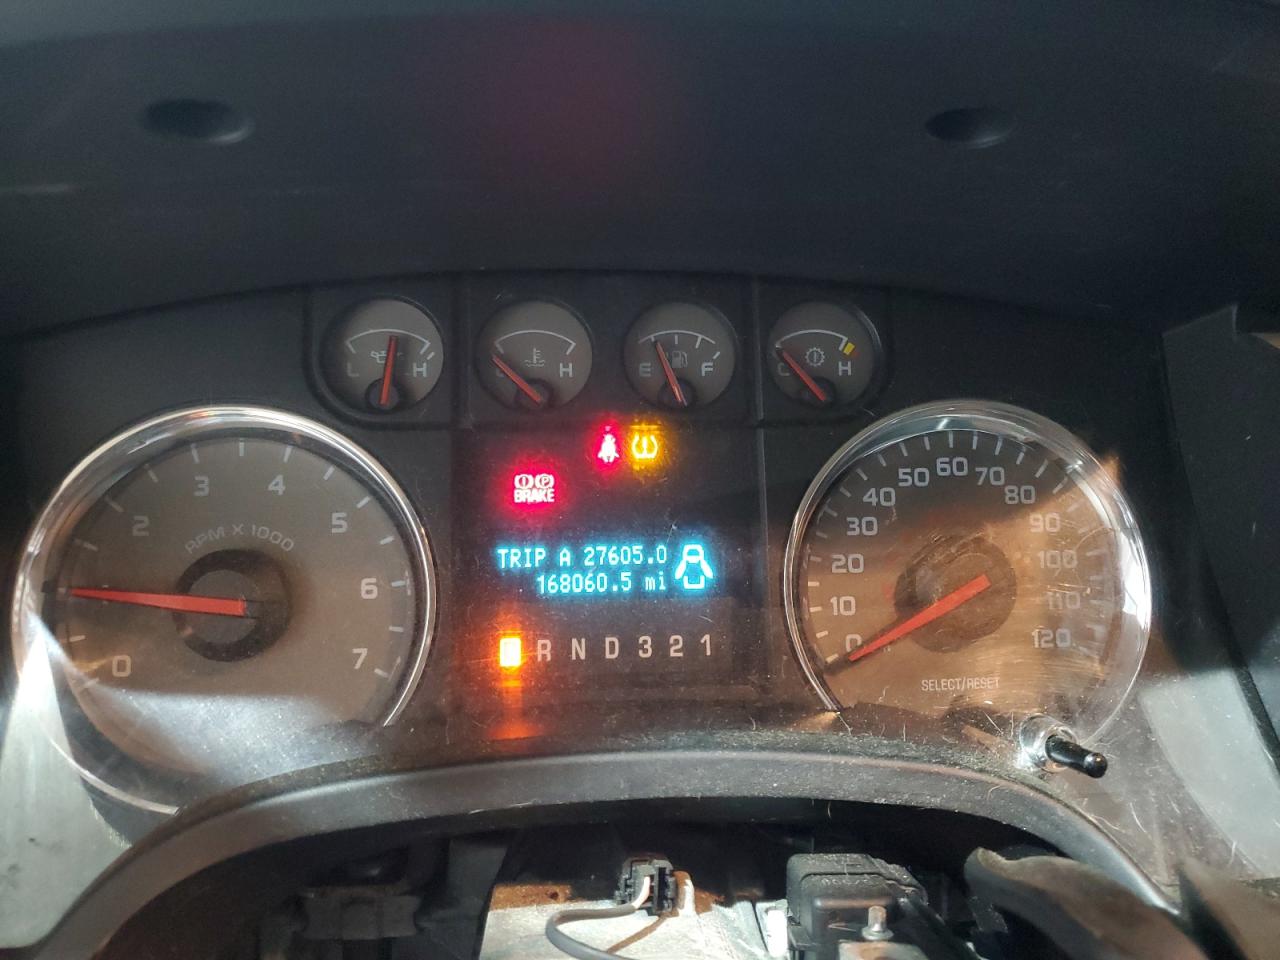 L H
H
E F
C H
0 1 2 3 4 5 6 7
RPM X 1000
BRAKE
TRIP A 27605.0
168060.5 mi
R N D 3 2 1
0 10 20 30 40 50 60 70 80 90 100 110 120
SELECT/RESET